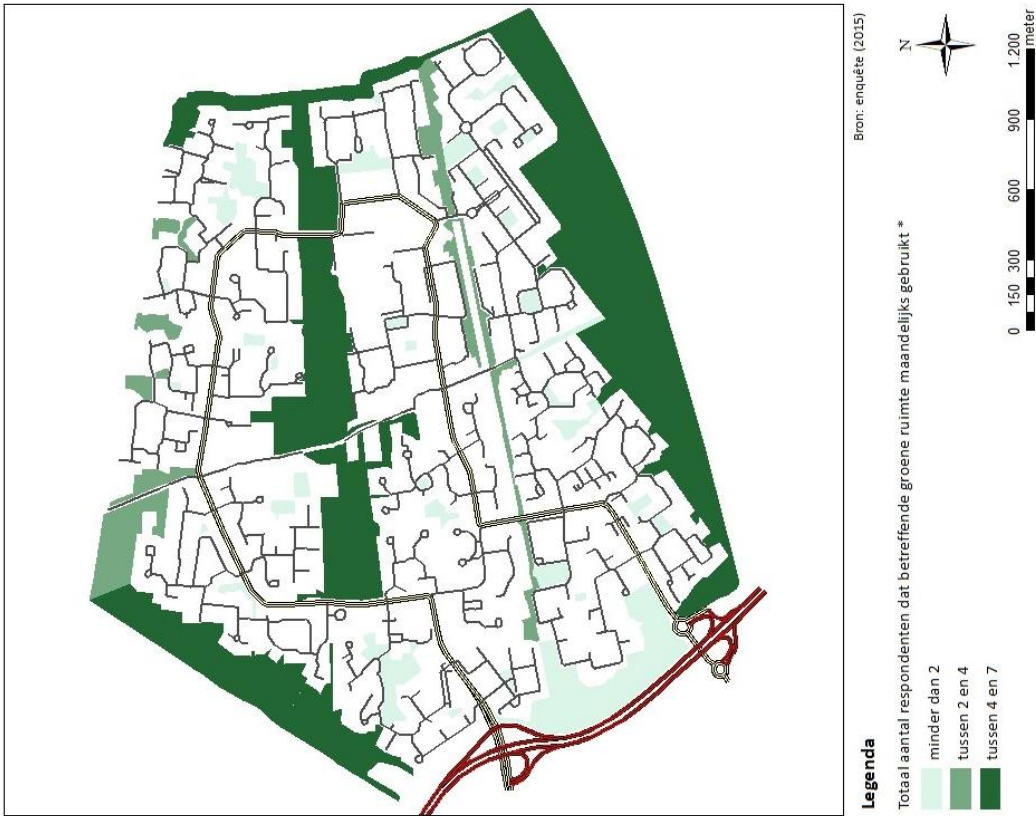 Bron: enquête (2015)
Legenda
Totaal aantal respondenten dat betreffende groene ruimte maandelijks gebruikt *
minder dan 2
tussen 2 en 4
tussen 4 en 7
N
0 150 300 600 900 1.200
meter